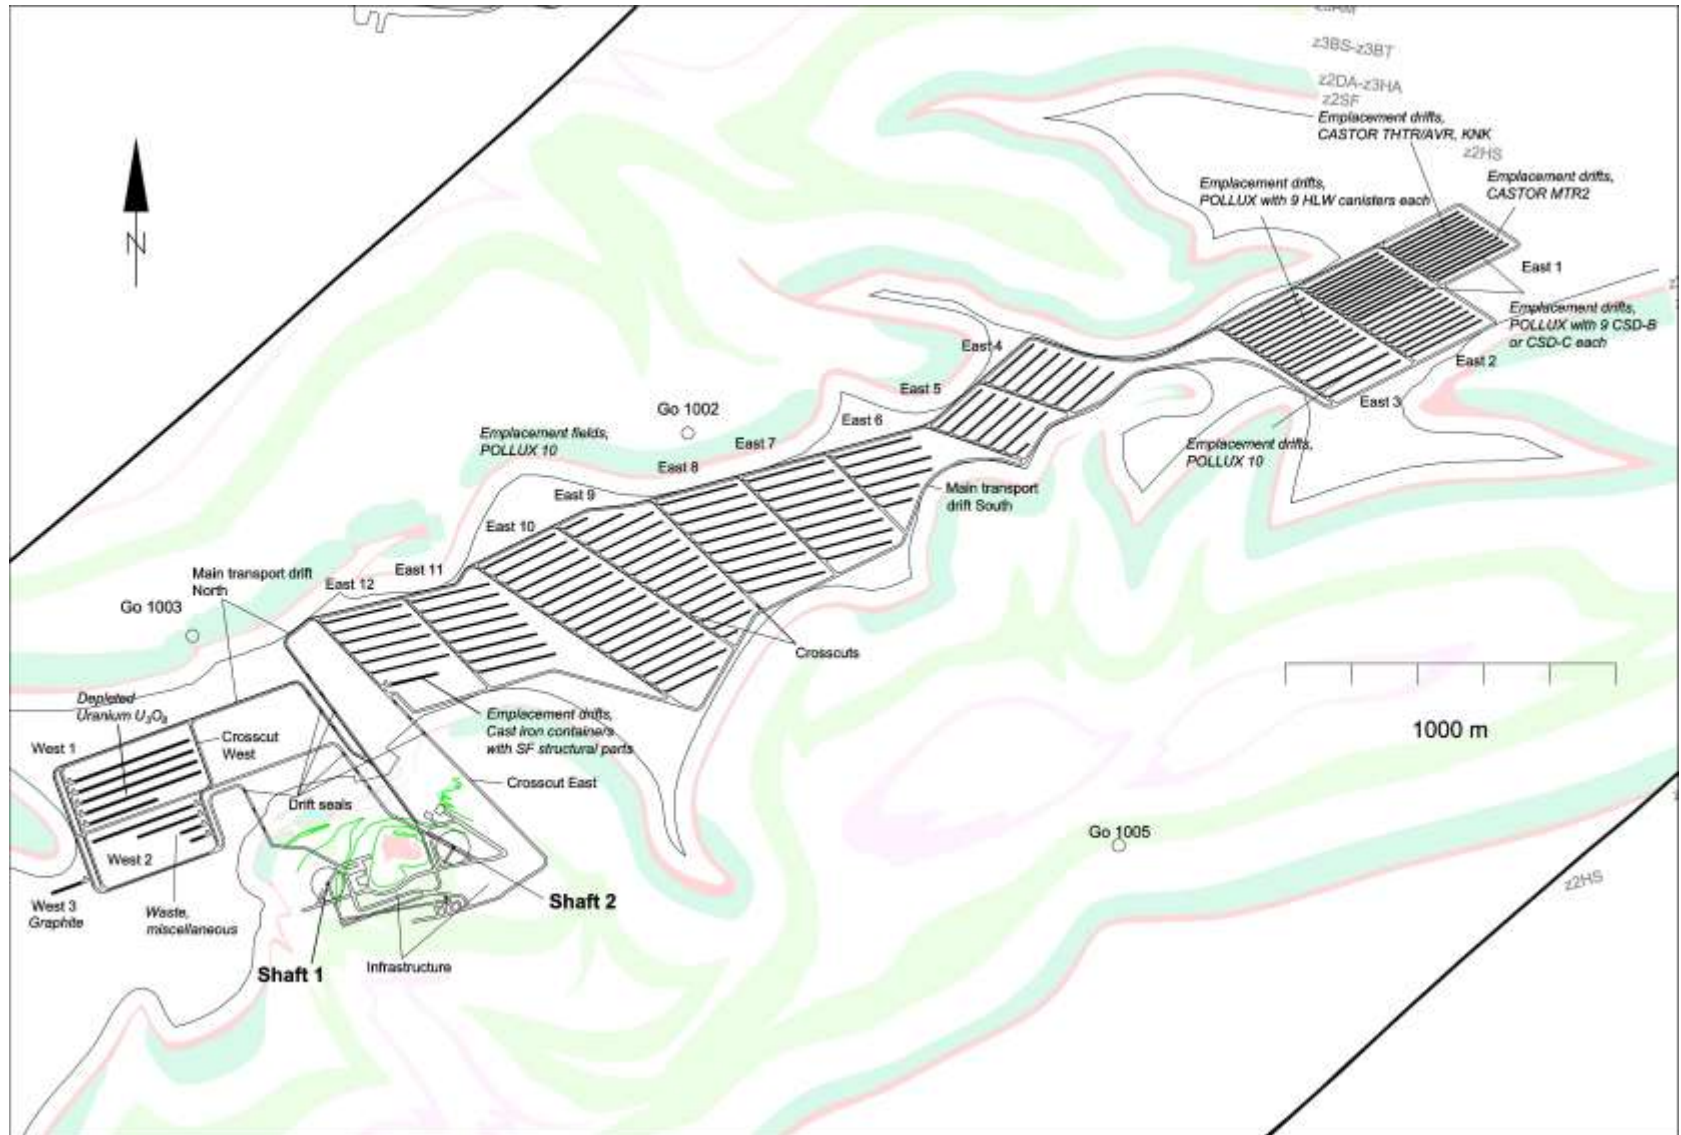 z3BS-z3BT
z2DA-z3HA
z2SF
Emplacement drifts,
CASTOR THTR/AVR, KNK
z2HS
Emplacement drifts,
CASTOR MTR2
Emplacement drifts,
POLLUX with 9 HLW canisters each
East 1
Emplacement drifts,
POLLUX with 9 CSD-B
or CSD-C each
East 2
East 3
East 4
East 5
Emplacement drifts,
POLLUX 10
Go 1002
East 6
Emplacement fields,
POLLUX 10
East 7
East 8
East 9
Main transport
drift South
East 10
East 11
East 12
Main transport drift
North
Go 1003
N
Crosscuts
Depleted
Uranium U3O8
Emplacement drifts,
Cast iron containers
with SF structural parts
1000 m
West 1
Crosscut
West
Crosscut East
Drift seals
Go 1005
West 2
z2HS
West 3
Graphite
Waste,
miscellaneous
Shaft 2
Shaft 1
Infrastructure